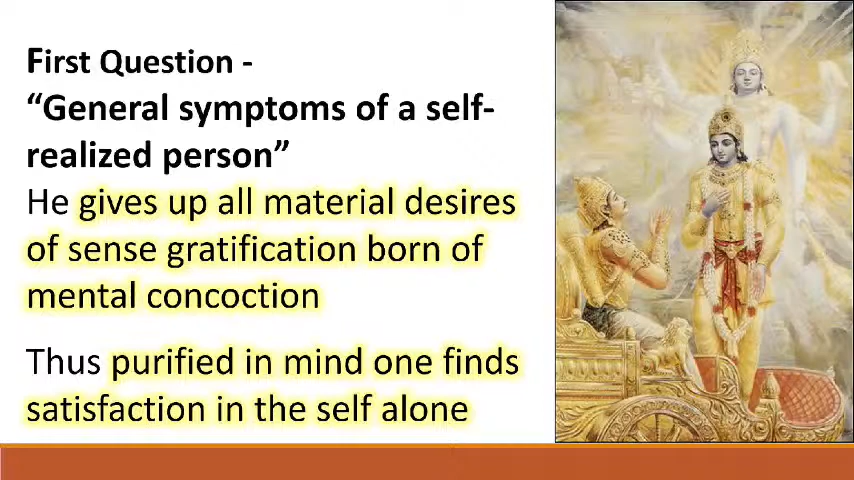 First Question -
“General symptoms of a self-
realized person”
He gives up all material desires
of sense gratification born of
mental concoction
Thus purified in mind one finds
satisfaction in the self alone